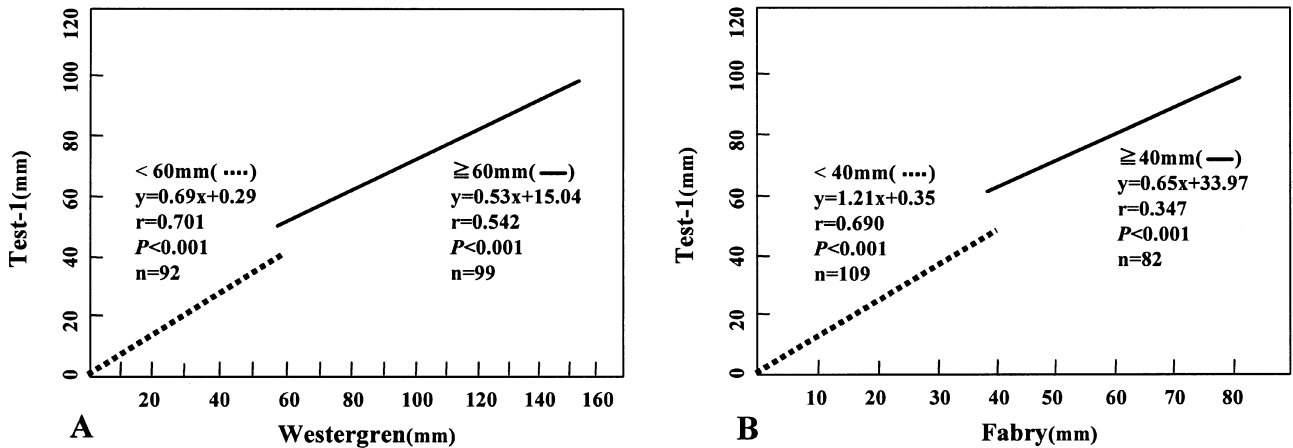 120
100
80
60
40
20
0
Test-1(mm)
< 60mm( ···· )
y=0.69x+0.29
r=0.701
P<0.001
n=92
≧60mm( — )
y=0.53x+15.04
r=0.542
P<0.001
n=99
20 40 60 80 100 120 140 160
A
Westergren(mm)
120
100
80
60
40
20
0
Test-1(mm)
< 40mm( ···· )
y=1.21x+0.35
r=0.690
P<0.001
n=109
≧40mm( — )
y=0.65x+33.97
r=0.347
P<0.001
n=82
10 20 30 40 50 60 70 80
B
Fabry(mm)